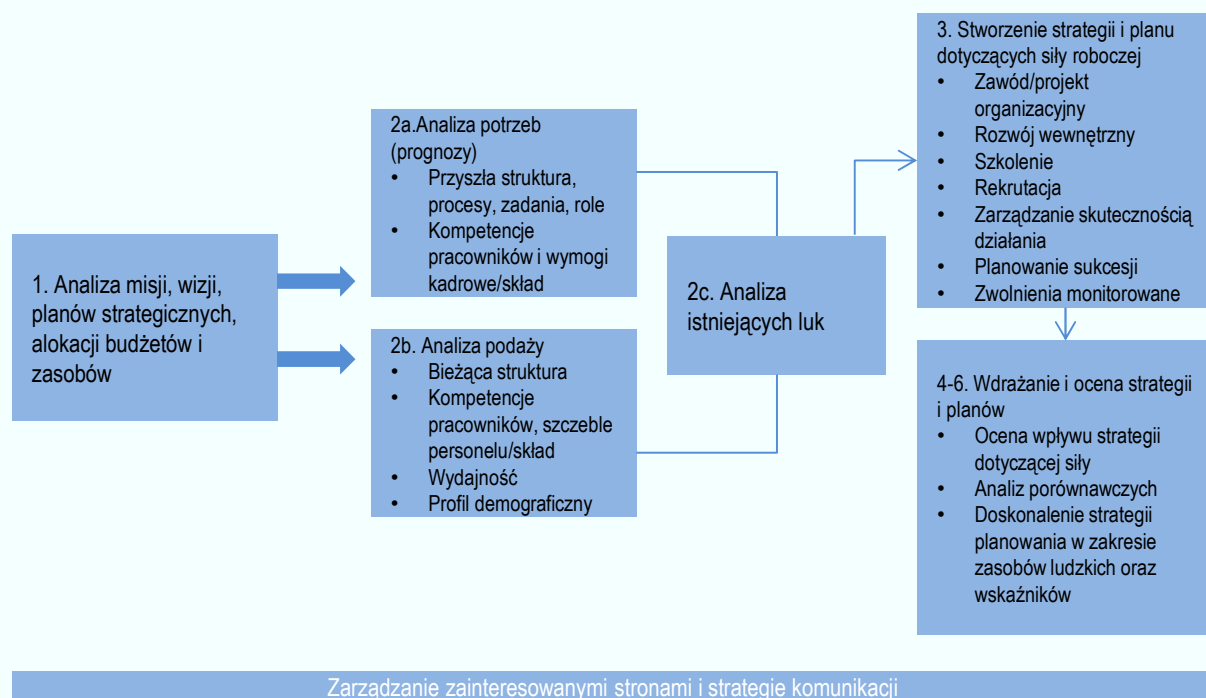 1. Analiza misji, wizji,
planów strategicznych,
alokacji budżetów i
zasobów
2a.Analiza potrzeb
(prognozy)
• Przyszła struktura,
procesy, zadania, role
• Kompetencje
pracowników i wymogi
kadrowe/skład
2b. Analiza podaży
• Bieżąca struktura
• Kompetencje
pracowników, szczeble
personelu/skład
• Wydajność
• Profil demograficzny
2c. Analiza
istniejących luk
3. Stworzenie strategii i planu
dotyczących siły roboczej
• Zawód/projekt
organizacyjny
• Rozwój wewnętrzny
• Szkolenie
• Rekrutacja
• Zarządzanie skutecznością
działania
• Planowanie sukcesji
• Zwolnienia monitorowane
4-6. Wdrażanie i ocena strategii
i planów
• Ocena wpływu strategii
dotyczącej siły
• Analiz porównawczych
• Doskonalenie strategii
planowania w zakresie
zasobów ludzkich oraz
wskaźników
Zarządzanie zainteresowanymi stronami i strategie komunikacji